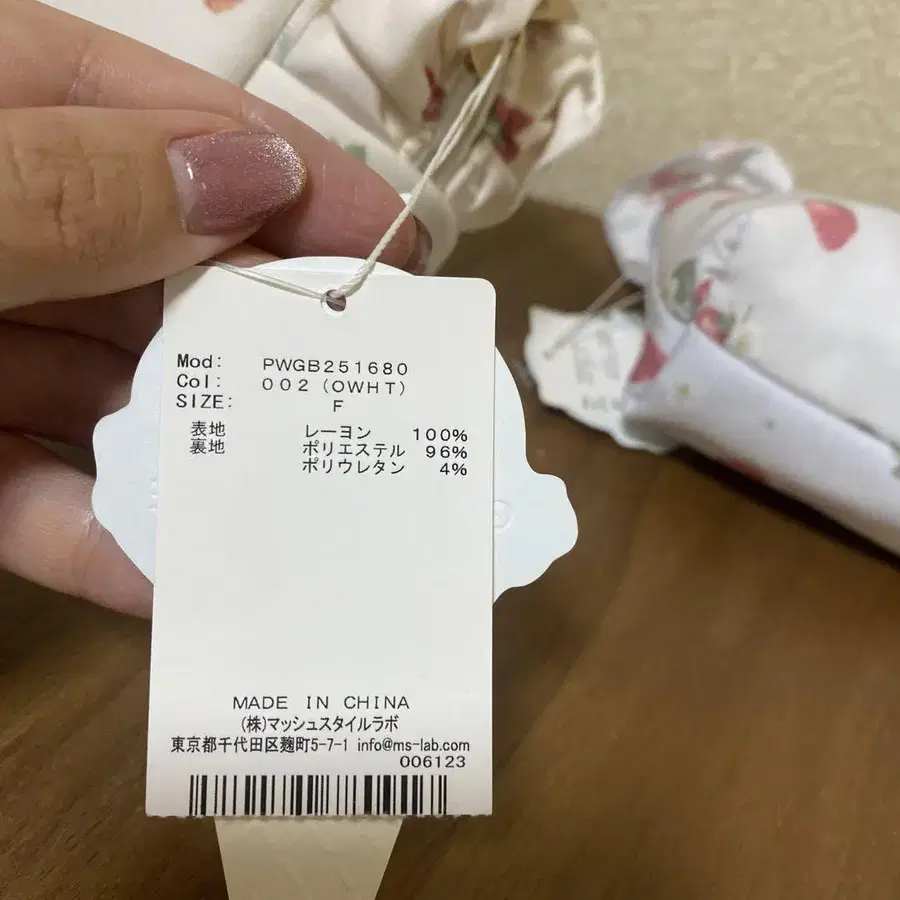 Mod: PWGB251680
Col: 002 (OWHT)
SIZE: F
表地 レーヨン 100%
裏地 ポリエステル 96%
ポリウレタン 4%
MADE IN CHINA
(株)マッシュスタイルラボ
東京都千代田区麹町5-7-1 info@ms-lab.com
006123